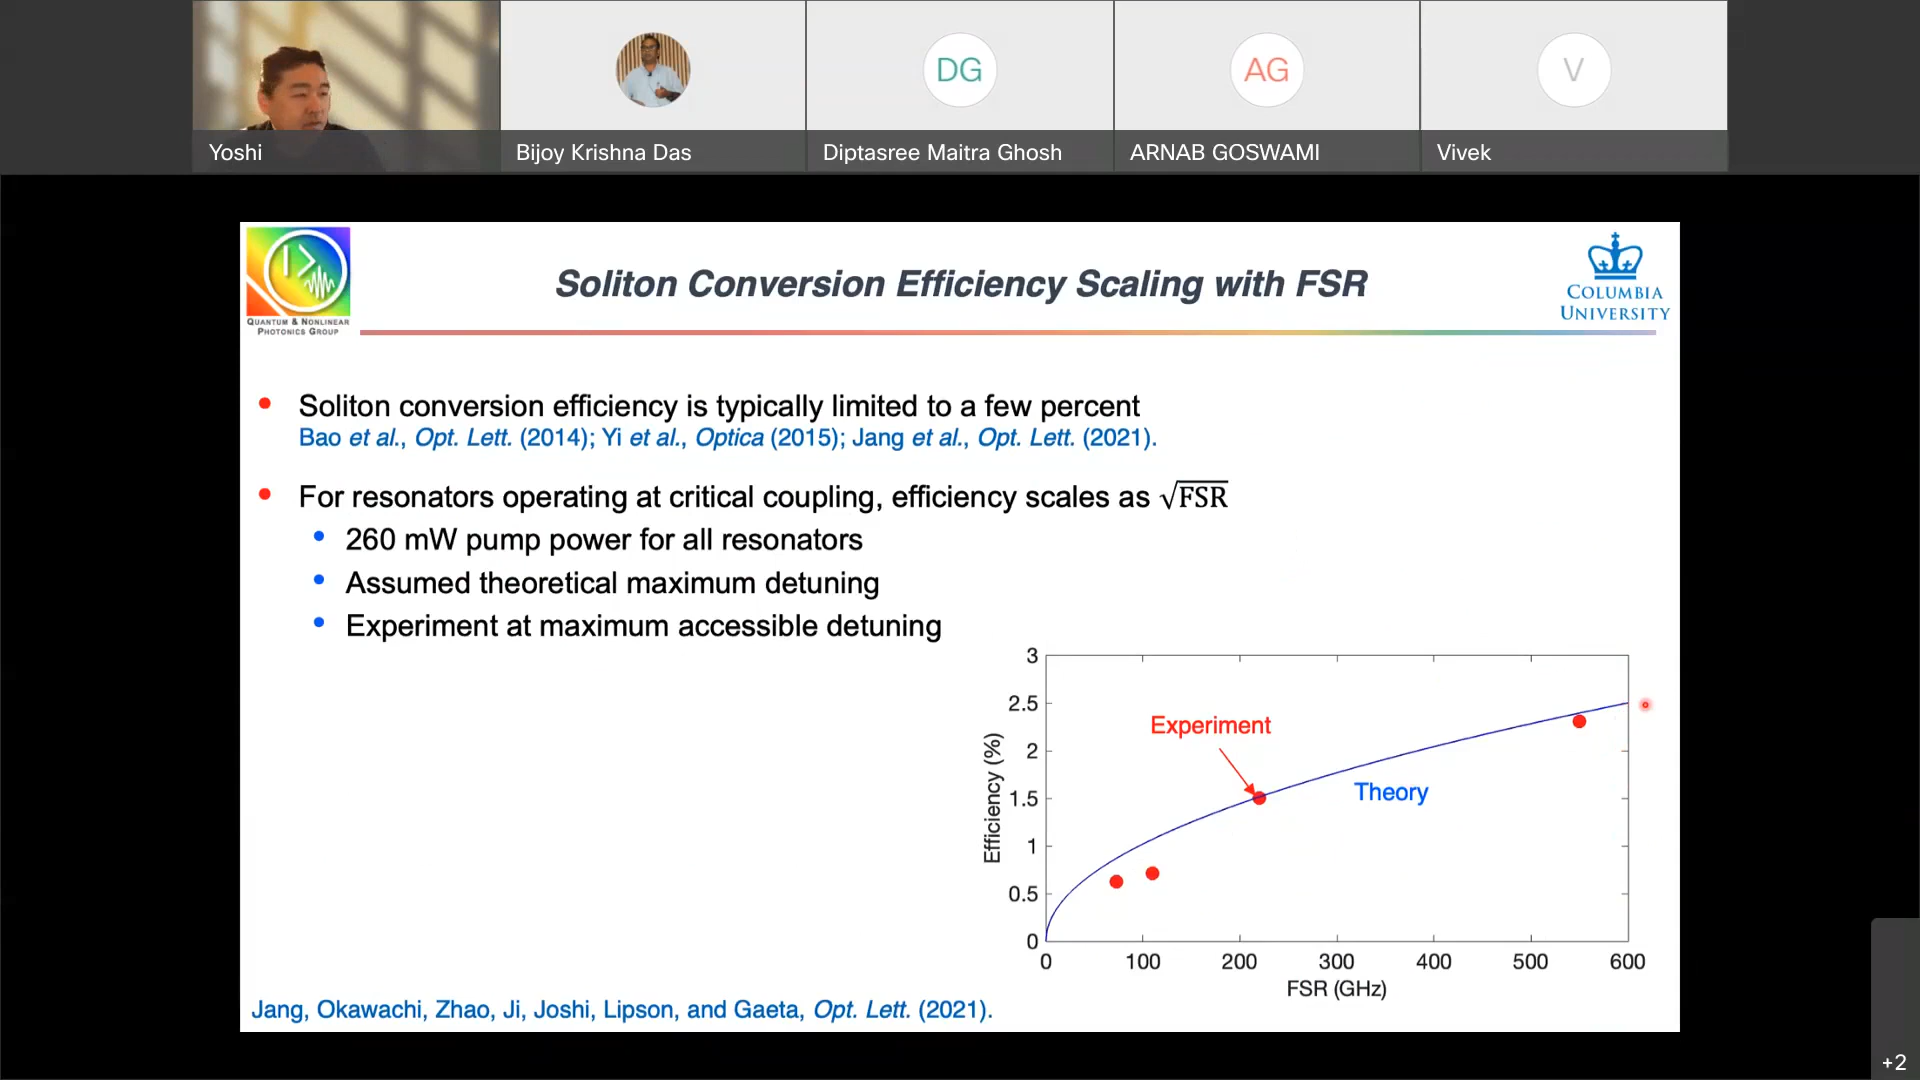 DG
AG
V
Yoshi
Bijoy Krishna Das
Diptasree Maitra Ghosh
ARNAB GOSWAMI
Vivek
QUANTUM & NONLINEAR
PHOTONICS GROUP
Soliton Conversion Efficiency Scaling with FSR
COLUMBIA
UNIVERSITY
• Soliton conversion efficiency is typically limited to a few percent
Bao et al., Opt. Lett. (2014); Yi et al., Optica (2015); Jang et al., Opt. Lett. (2021).
• For resonators operating at critical coupling, efficiency scales as √FSR
• 260 mW pump power for all resonators
• Assumed theoretical maximum detuning
• Experiment at maximum accessible detuning
3
2.5
2
1.5
1
0.5
0
Efficiency (%)
Experiment
Theory
0 100 200 300 400 500 600
FSR (GHz)
Jang, Okawachi, Zhao, Ji, Joshi, Lipson, and Gaeta, Opt. Lett. (2021).
+2